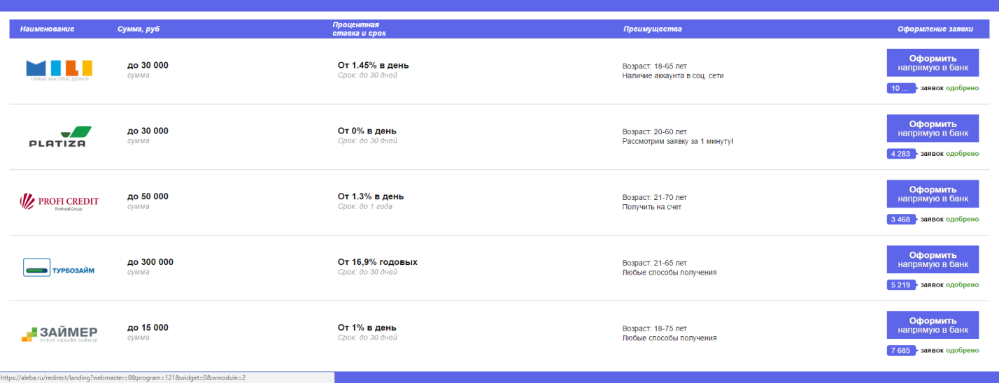 Наименование
Сумма, руб
Процентная
ставка и срок
Преимущества
Оформление заявки
MILI
САМЫЕ БЫСТРЫЕ ДЕНЬГИ
до 30 000
сумма
От 1.45% в день
Срок: до 30 дней
Возраст: 18-65 лет
Наличие аккаунта в соц. сети
Оформить
напрямую в банк
10 ... заявок одобрено
PLATIZA
до 30 000
сумма
От 0% в день
Срок: до 30 дней
Возраст: 20-60 лет
Рассмотрим заявку за 1 минуту!
Оформить
напрямую в банк
4 283 заявок одобрено
PROFI CREDIT
Profireal Group
до 50 000
сумма
От 1.3% в день
Срок: до 1 года
Возраст: 21-70 лет
Получить на счет
Оформить
напрямую в банк
3 468 заявок одобрено
ТУРБОЗАЙМ
до 300 000
сумма
От 16,9% годовых
Срок: до 30 дней
Возраст: 21-65 лет
Любые способы получения
Оформить
напрямую в банк
5 219 заявок одобрено
ЗАЙМЕР
РОБОТ ОНЛАЙН ЗАЙМОВ
до 15 000
сумма
От 1% в день
Срок: до 30 дней
Возраст: 18-75 лет
Любые способы получения
Оформить
напрямую в банк
7 685 заявок одобрено
https://aleba.ru/redirect/landing?webmaster=0&program=121&widget=0&wmodule=2